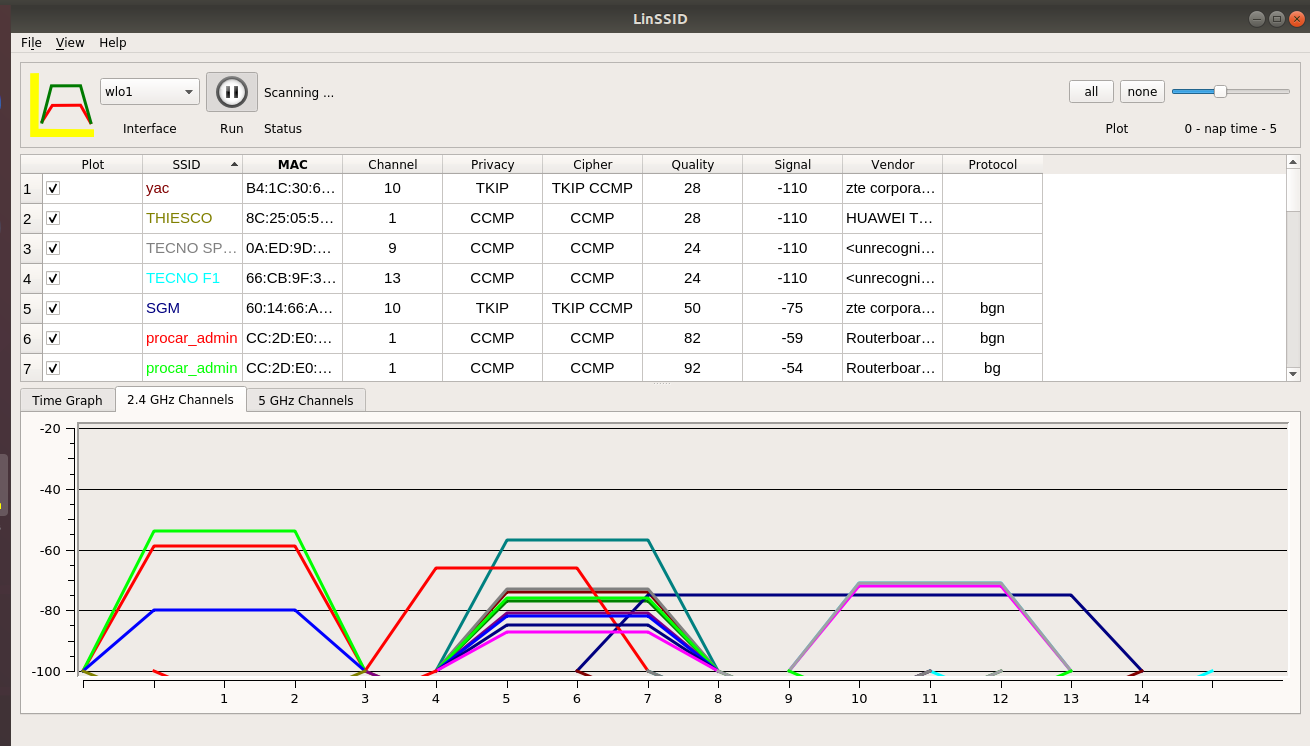 LinSSID
File View Help
wlo1 Scanning ... all none
Interface Run Status Plot 0 - nap time - 5
Plot SSID MAC Channel Privacy Cipher Quality Signal Vendor Protocol
1 yac B4:1C:30:6... 10 TKIP TKIP CCMP 28 -110 zte corpora...
2 THIESCO 8C:25:05:5... 1 CCMP CCMP 28 -110 HUAWEI T...
3 TECNO SP... 0A:ED:9D:... 9 CCMP CCMP 24 -110 <unrecogni...
4 TECNO F1 66:CB:9F:3... 13 CCMP CCMP 24 -110 <unrecogni...
5 SGM 60:14:66:A... 10 TKIP TKIP CCMP 50 -75 zte corpora... bgn
6 procar_admin CC:2D:E0:... 1 CCMP CCMP 82 -59 Routerboar... bgn
7 procar_admin CC:2D:E0:... 1 CCMP CCMP 92 -54 Routerboar... bg
Time Graph 2.4 GHz Channels 5 GHz Channels
-20
-40
-60
-80
-100
1 2 3 4 5 6 7 8 9 10 11 12 13 14